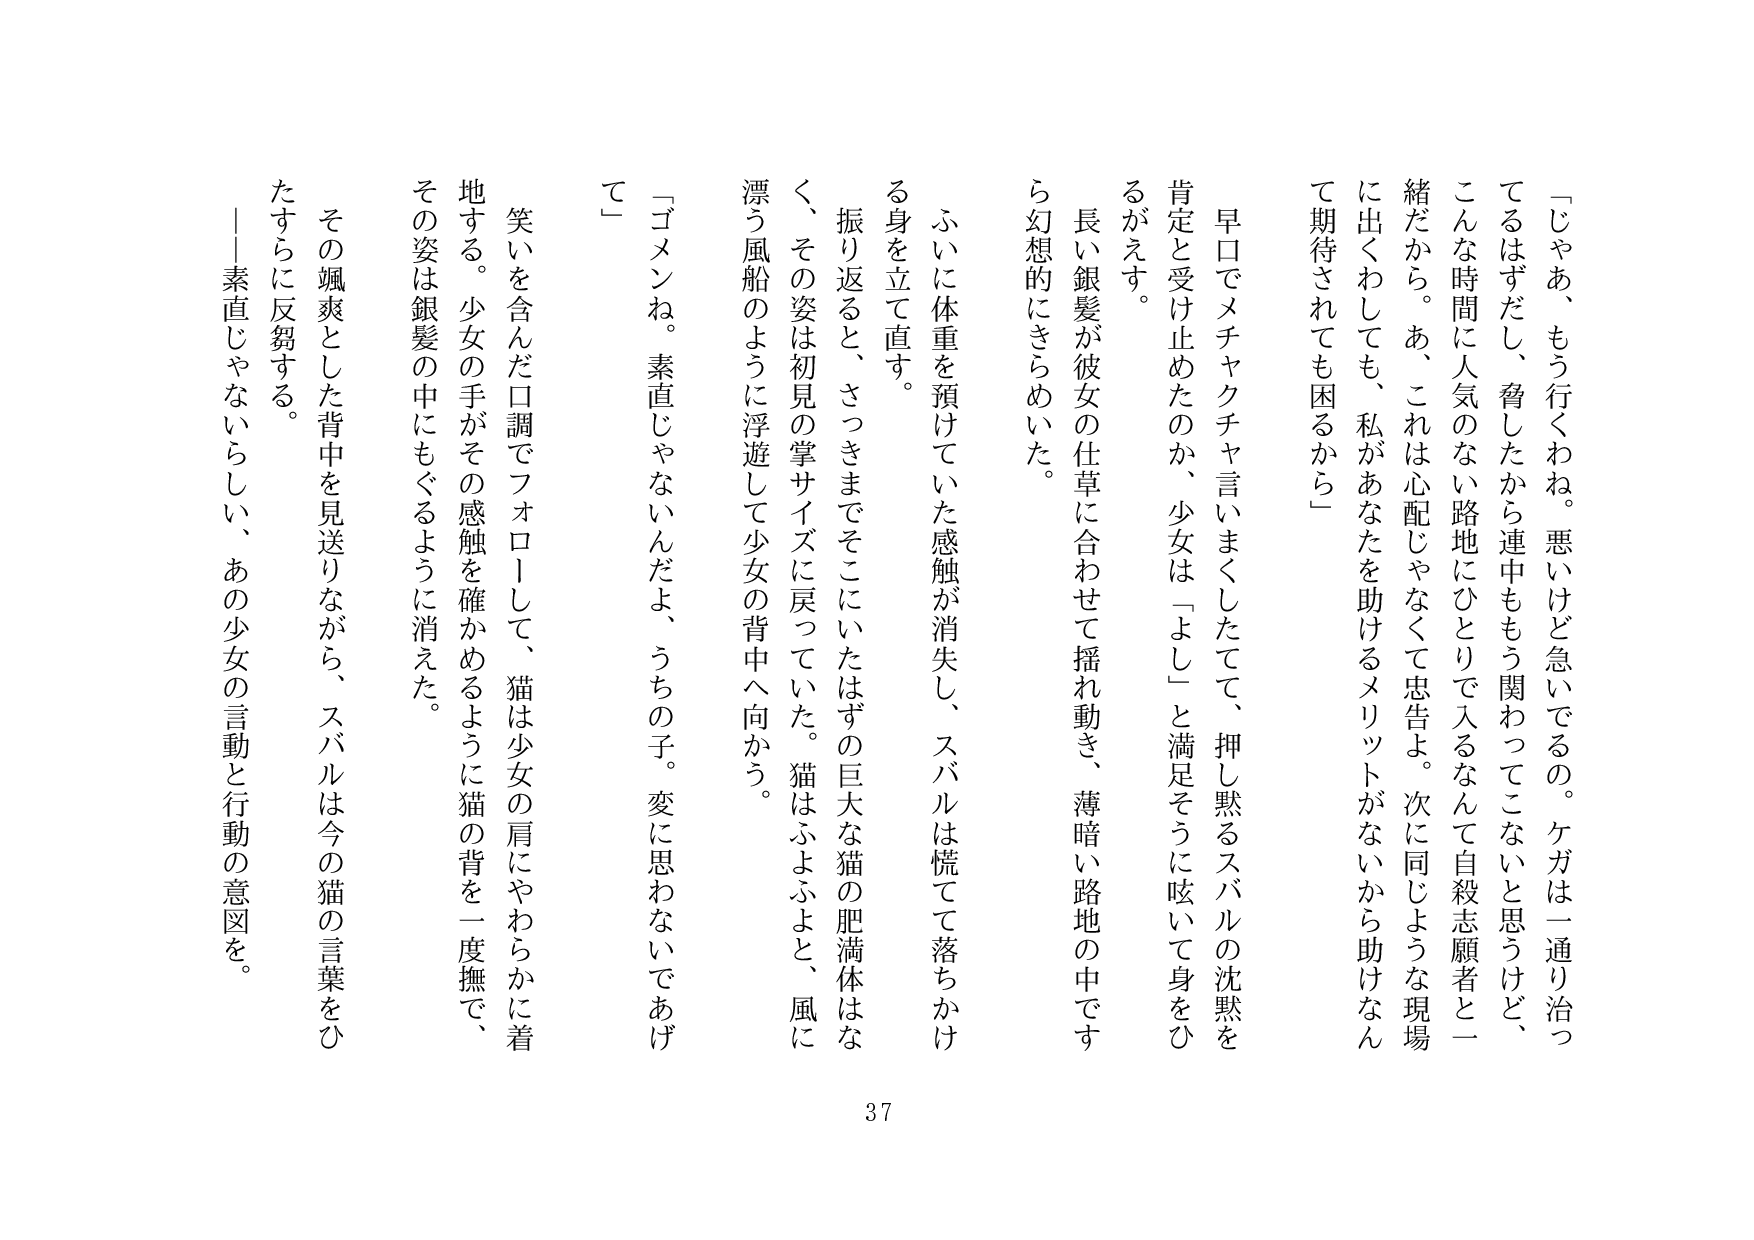 「じゃあ、もう行くわね。悪いけど急いでるの。ケガは一通り治っ
てるはずだし、脅したから連中ももう関わってこないと思うけど、
こんな時間に人気のない路地にひとりで入るなんて自殺志願者と一
緒だから。あ、これは心配じゃなくて忠告よ。次に同じような現場
に出くわしても、私があなたを助けるメリットがないから助けなん
て期待されても困るから」
早口でメチャクチャ言いまくしたてて、押し黙るスバルの沈黙を
肯定と受け止めたのか、少女は「よし」と満足そうに呟いて身をひ
るがえす。
長い銀髪が彼女の仕草に合わせて揺れ動き、薄暗い路地の中です
ら幻想的にきらめいた。
ふいに体重を預けていた感触が消失し、スバルは慌てて落ちかけ
る身を立て直す。
振り返ると、さっきまでそこにいたはずの巨大な猫の肥満体はな
く、その姿は初見の掌サイズに戻っていた。猫はふよふよと、風に
漂う風船のように浮遊して少女の背中へ向かう。
「ゴメンね。素直じゃないんだよ、うちの子。変に思わないであげ
て」
笑いを含んだ口調でフォローして、猫は少女の肩にやわらかに着
地する。少女の手がその感触を確かめるように猫の背を一度撫で、
その姿は銀髪の中にもぐるように消えた。
その颯爽とした背中を見送りながら、スバルは今の猫の言葉をひ
たすらに反芻する。
――素直じゃないらしい、あの少女の言動と行動の意図を。
37